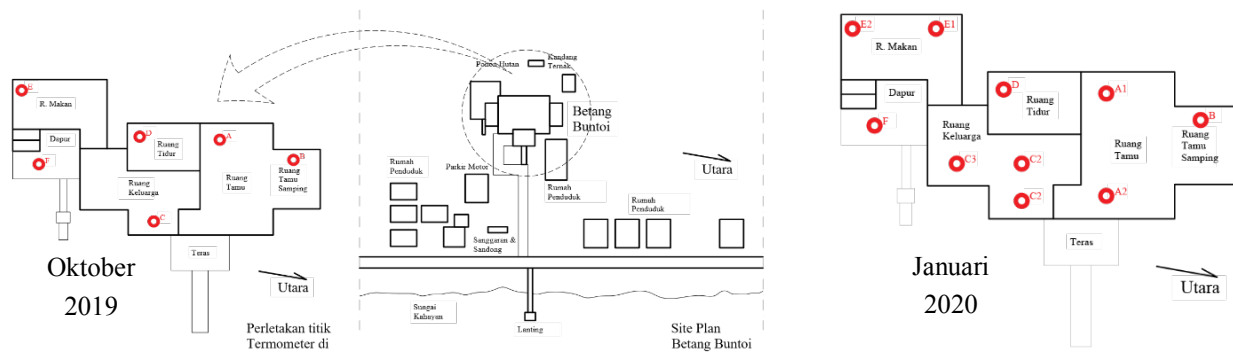 E
R. Makan
Dapur
F
D
Ruang
Tidur
A
B
Ruang
Tamu
Samping
Ruang
Tamu
Ruang
Keluarga
C
Teras
Oktober
2019
Utara
Perletakan titik
Termometer di
Kandang
Ternak
Pohon Hutan
Betang
Buntoi
Utara
Rumah
Penduduk
Parkir Motor
Rumah
Penduduk
Rumah
Penduduk
Sanggaran &
Sandong
Sungai
Kahayan
Lanting
Site Plan
Betang Buntoi
E2
E1
R. Makan
Dapur
F
D
Ruang
Tidur
A1
B
Ruang
Tamu
Samping
Ruang
Tamu
Ruang
Keluarga
C3
C2
C2
A2
Teras
Januari
2020
Utara